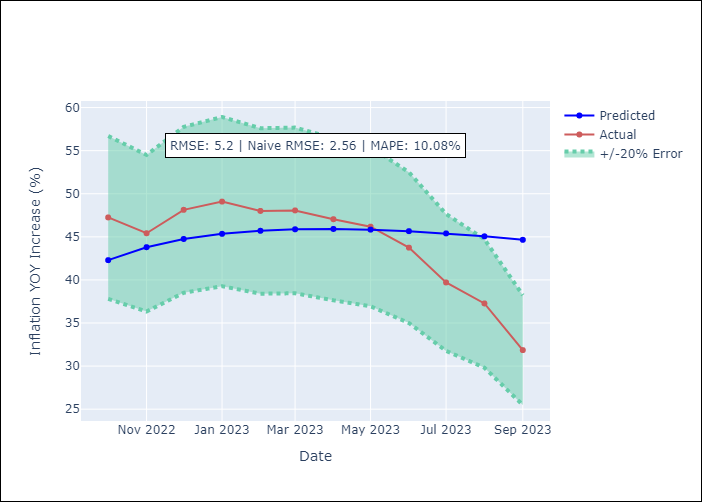 RMSE: 5.2 | Naive RMSE: 2.56 | MAPE: 10.08%
Predicted
Actual
+/-20% Error
Inflation YOY Increase (%)
60
55
50
45
40
35
30
25
Nov 2022
Jan 2023
Mar 2023
May 2023
Jul 2023
Sep 2023
Date